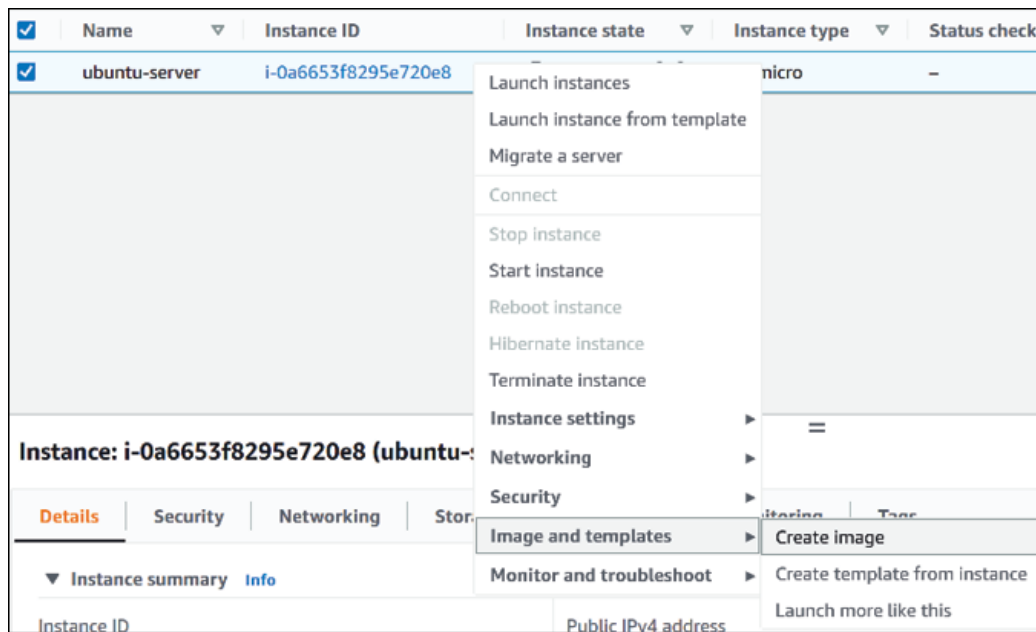 Name Instance ID Instance state Instance type Status check
ubuntu-server i-0a6653f8295e720e8 micro –
Launch instances
Launch instance from template
Migrate a server
Connect
Stop instance
Start instance
Reboot instance
Hibernate instance
Terminate instance
Instance settings
Networking
Security
Image and templates
Monitor and troubleshoot
Create image
Create template from instance
Launch more like this
Instance: i-0a6653f8295e720e8 (ubuntu-
Details Security Networking Stor
Instance summary Info
Instance ID Public IPv4 address